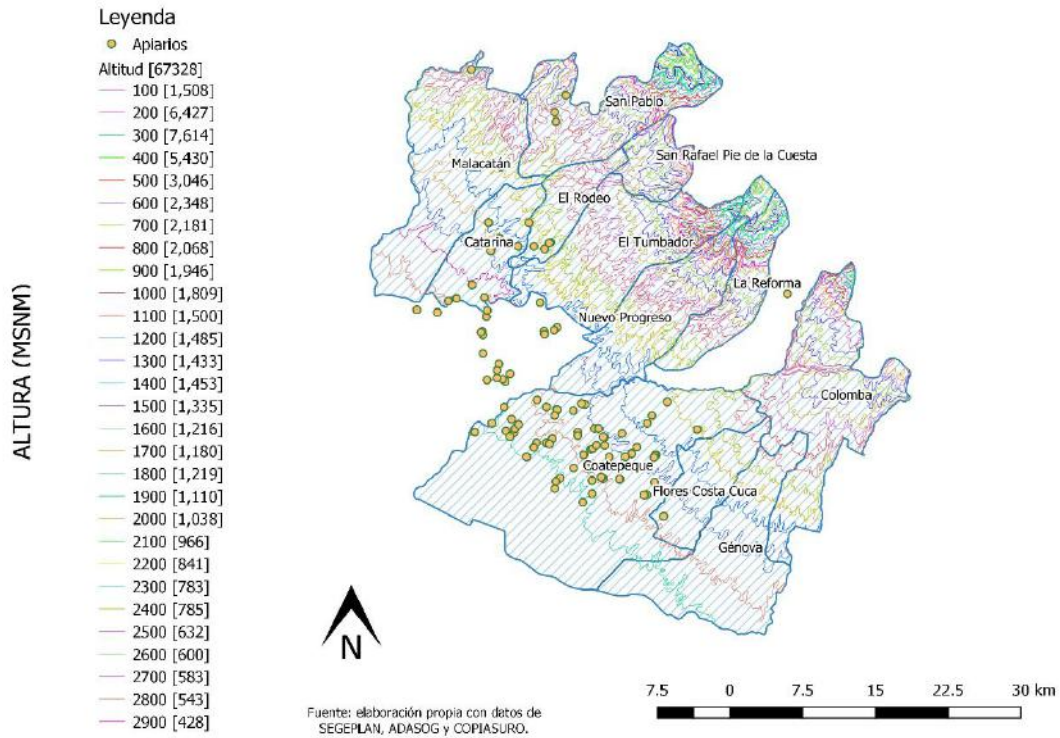 Leyenda
Apiarios
Altitud [67328]
100 [1,508]
200 [6,427]
300 [7,614]
400 [5,430]
500 [3,046]
600 [2,348]
700 [2,181]
800 [2,068]
900 [1,946]
1000 [1,809]
1100 [1,500]
1200 [1,485]
1300 [1,433]
1400 [1,453]
1500 [1,335]
1600 [1,216]
1700 [1,180]
1800 [1,219]
1900 [1,110]
2000 [1,038]
2100 [966]
2200 [841]
2300 [783]
2400 [785]
2500 [632]
2600 [600]
2700 [583]
2800 [543]
2900 [428]
ALTURA (MSNM)
San Pablo
San Rafael Pie de la Cuesta
Malacatán
El Rodeo
Catarina
El Tumbador
La Reforma
Nuevo Progreso
Colomba
Coatepeque
Flores Costa Cuca
Génova
N
7.5 0 7.5 15 22.5 30 km
Fuente: elaboración propia con datos de
SEGEPLAN, ADASOG y COPIASURO.